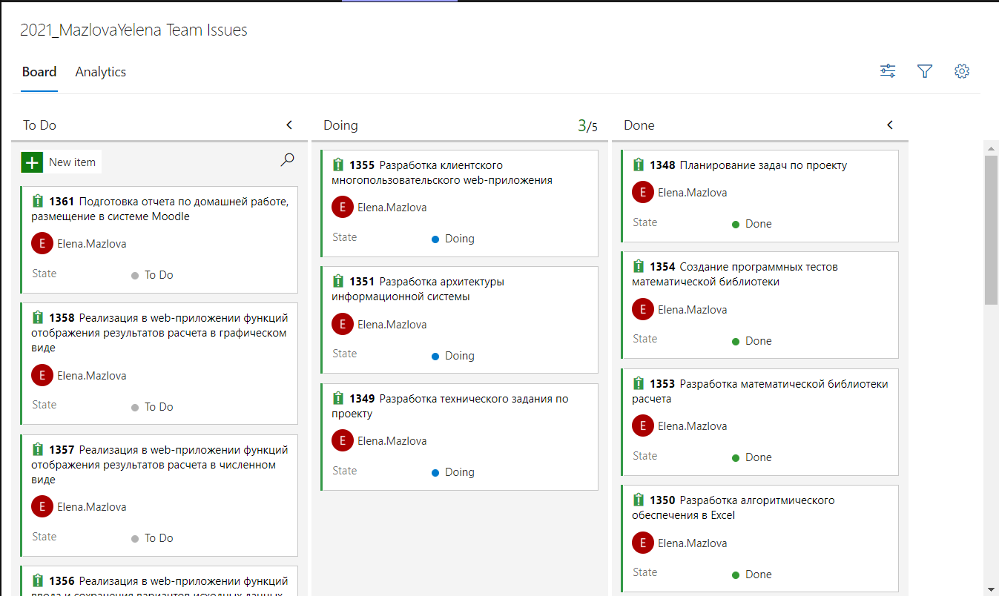 2021_MazlovaYelena Team Issues
Board Analytics
To Do
New item
1361 Подготовка отчета по домашней работе,
размещение в системе Moodle
E Elena.Mazlova
State To Do
1358 Реализация в web-приложении функций
отображения результатов расчета в графическом
виде
E Elena.Mazlova
State To Do
1357 Реализация в web-приложении функций
отображения результатов расчета в численном
виде
E Elena.Mazlova
State To Do
1356 Реализация в web-приложении функций
ввода и сохранения вариантов исходных данных
Doing 3/5
1355 Разработка клиентского
многопользовательского web-приложения
E Elena.Mazlova
State Doing
1351 Разработка архитектуры
информационной системы
E Elena.Mazlova
State Doing
1349 Разработка технического задания по
проекту
E Elena.Mazlova
State Doing
Done
1348 Планирование задач по проекту
E Elena.Mazlova
State Done
1354 Создание программных тестов
математической библиотеки
E Elena.Mazlova
State Done
1353 Разработка математической библиотеки
расчета
E Elena.Mazlova
State Done
1350 Разработка алгоритмического
обеспечения в Excel
E Elena.Mazlova
State Done